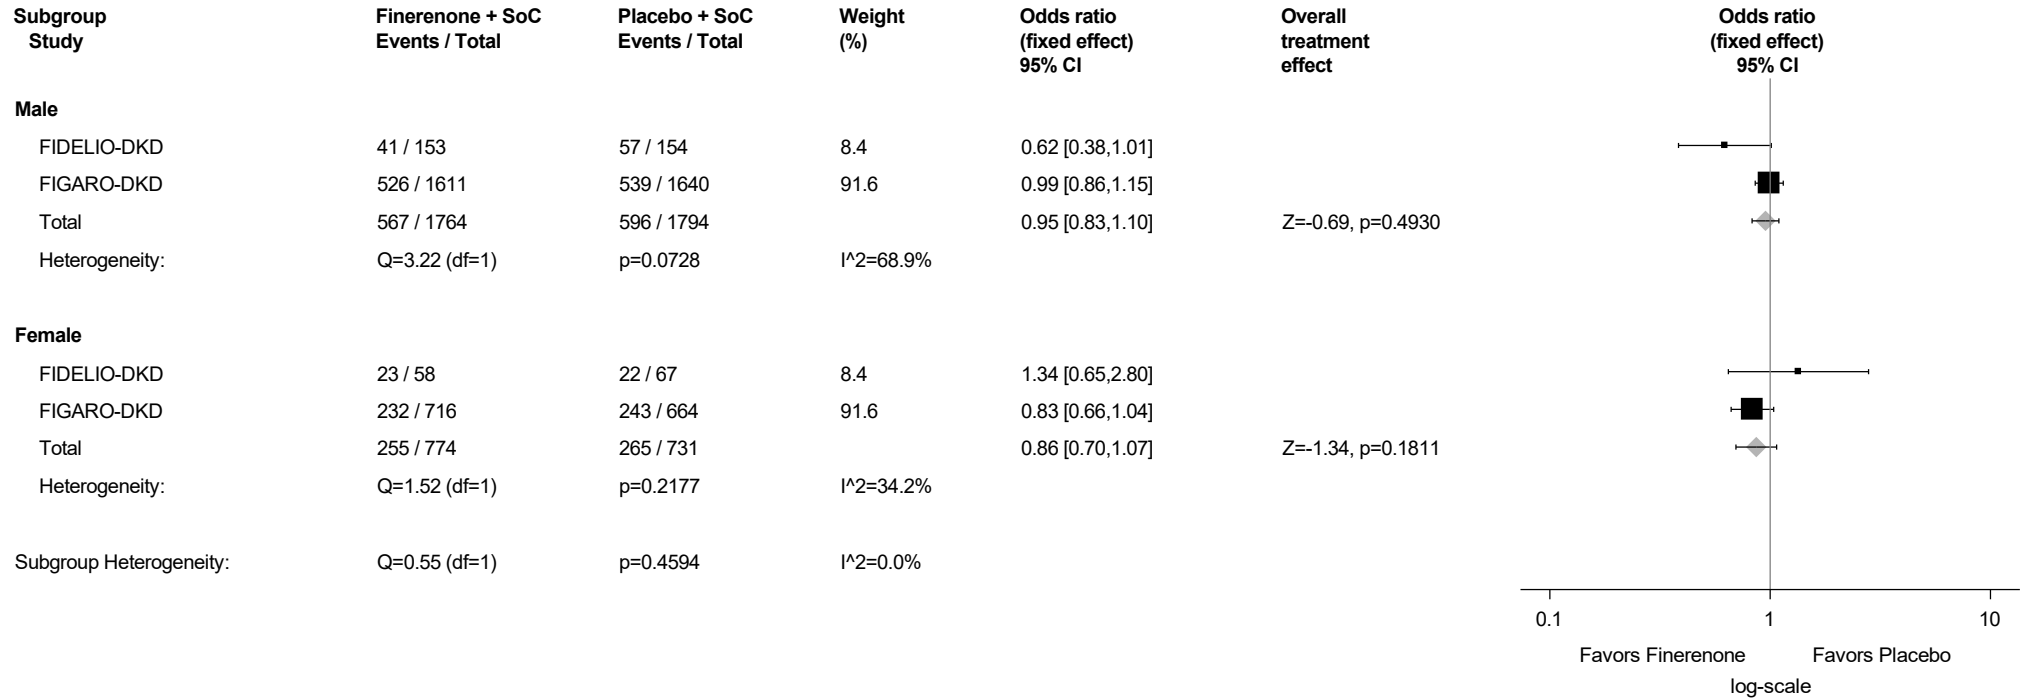 Subgroup Finerenone + SoC Placebo + SoC Weight Odds ratio Overall Odds ratio
Study Events / Total Events / Total (%) (fixed effect) treatment (fixed effect)
95% CI effect 95% CI
Male
FIDELIO-DKD 41 / 153 57 / 154 8.4 0.62 [0.38,1.01]
FIGARO-DKD 526 / 1611 539 / 1640 91.6 0.99 [0.86,1.15]
Total 567 / 1764 596 / 1794 0.95 [0.83,1.10] Z=-0.69, p=0.4930
Heterogeneity: Q=3.22 (df=1) p=0.0728 I^2=68.9%
Female
FIDELIO-DKD 23 / 58 22 / 67 8.4 1.34 [0.65,2.80]
FIGARO-DKD 232 / 716 243 / 664 91.6 0.83 [0.66,1.04]
Total 255 / 774 265 / 731 0.86 [0.70,1.07] Z=-1.34, p=0.1811
Heterogeneity: Q=1.52 (df=1) p=0.2177 I^2=34.2%
Subgroup Heterogeneity: Q=0.55 (df=1) p=0.4594 I^2=0.0%
0.1 1 10
Favors Finerenone Favors Placebo
log-scale